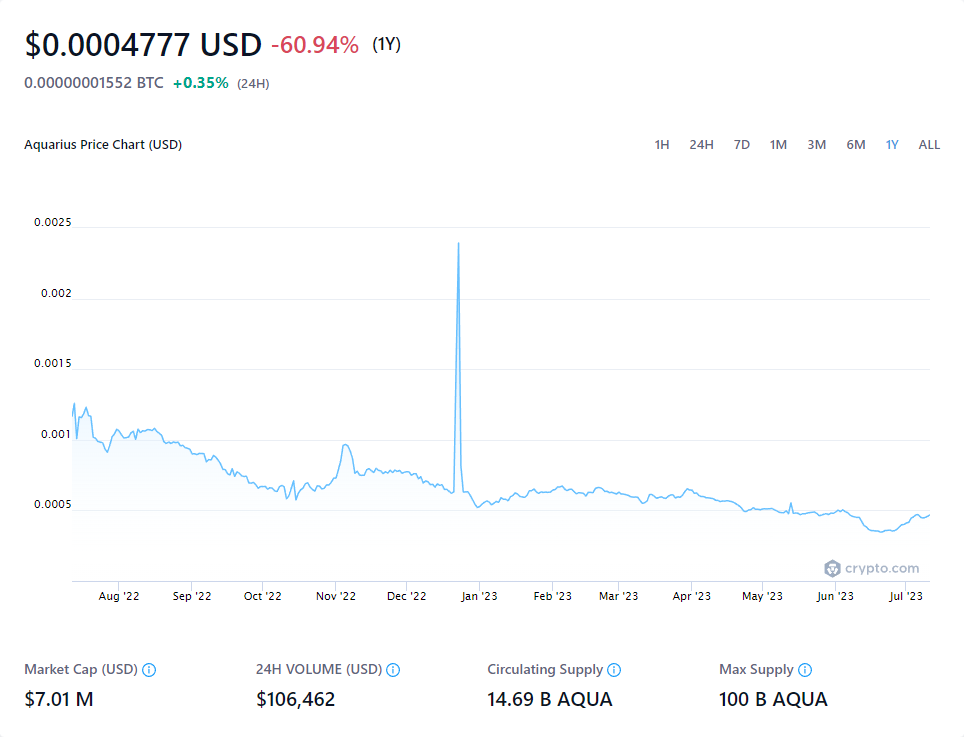 $0.0004777 USD -60.94% (1Y)
0.00000001552 BTC +0.35% (24H)
Aquarius Price Chart (USD) 1H 24H 7D 1M 3M 6M 1Y ALL
0.0025
0.002
0.0015
0.001
0.0005
crypto.com
Aug '22 Sep '22 Oct '22 Nov '22 Dec '22 Jan '23 Feb '23 Mar '23 Apr '23 May '23 Jun '23 Jul '23
Market Cap (USD) 24H VOLUME (USD) Circulating Supply Max Supply
$7.01 M $106,462 14.69 B AQUA 100 B AQUA